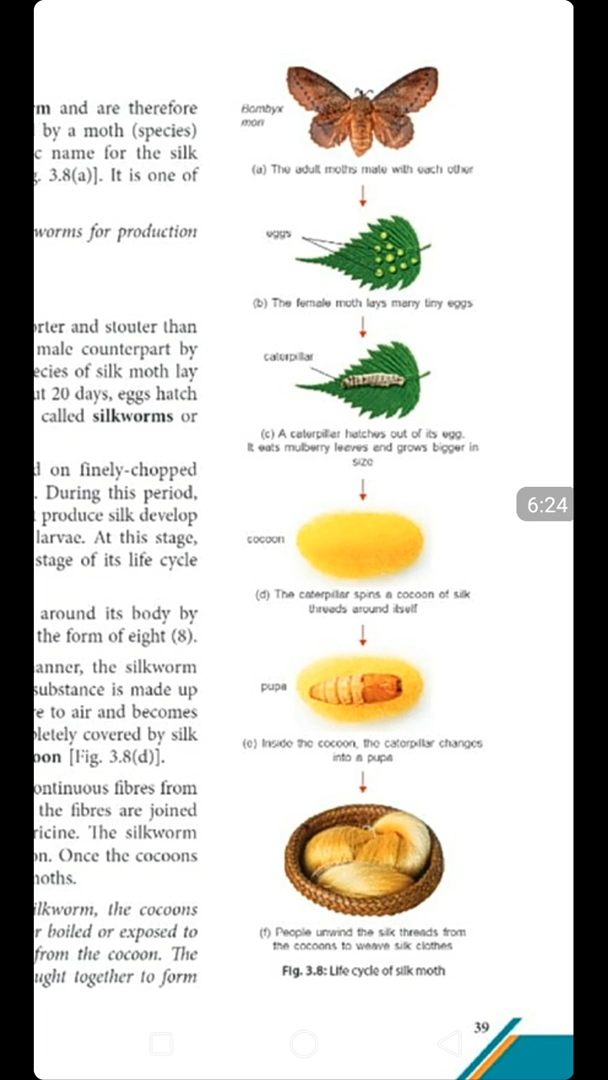 rm and are therefore
by a moth (species)
c name for the silk
g. 3.8(a)]. It is one of
worms for production
orter and stouter than
male counterpart by
ecies of silk moth lay
ut 20 days, eggs hatch
called silkworms or
d on finely-chopped
. During this period,
t produce silk develop
larvae. At this stage,
stage of its life cycle
around its body by
the form of eight (8).
anner, the silkworm
substance is made up
re to air and becomes
pletely covered by silk
oon [Fig. 3.8(d)].
ontinuous fibres from
the fibres are joined
ricine. The silkworm
on. Once the cocoons
noths.
ilkworm, the cocoons
r boiled or exposed to
from the cocoon. The
ught together to form
Bombyx
mori
(a) The adult moths mate with each other
eggs
(b) The female moth lays many tiny eggs
caterpillar
(c) A caterpillar hatches out of its egg.
It eats mulberry leaves and grows bigger in
size
6:24
cocoon
(d) The caterpillar spins a cocoon of silk
threads around itself
pupa
(e) Inside the cocoon, the caterpillar changes
into a pupa
(f) People unwind the silk threads from
the cocoons to weave silk clothes
Fig. 3.8: Life cycle of silk moth
39